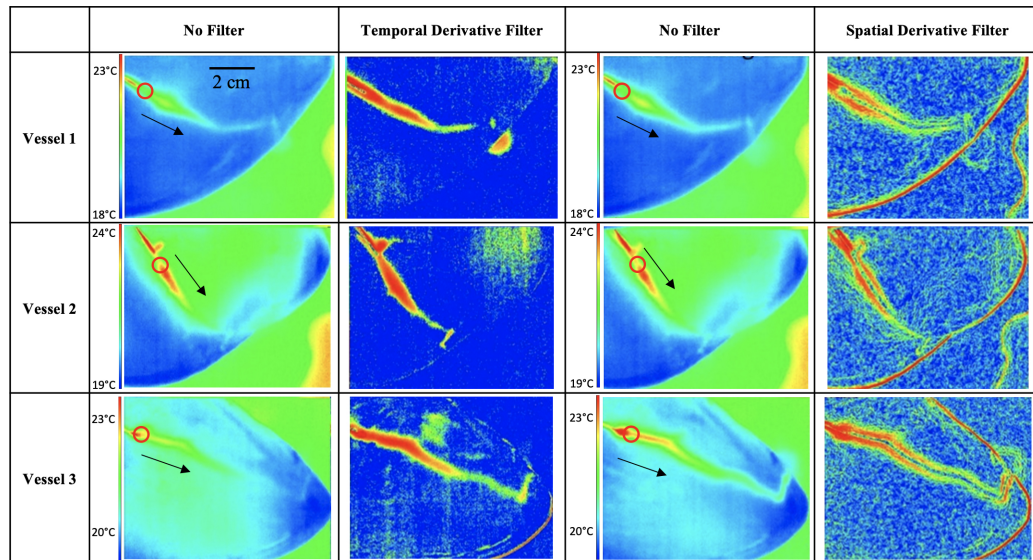 No Filter Temporal Derivative Filter No Filter Spatial Derivative Filter
Vessel 1
23°C
2 cm
18°C
23°C
18°C
Vessel 2
24°C
19°C
24°C
19°C
Vessel 3
23°C
20°C
23°C
20°C